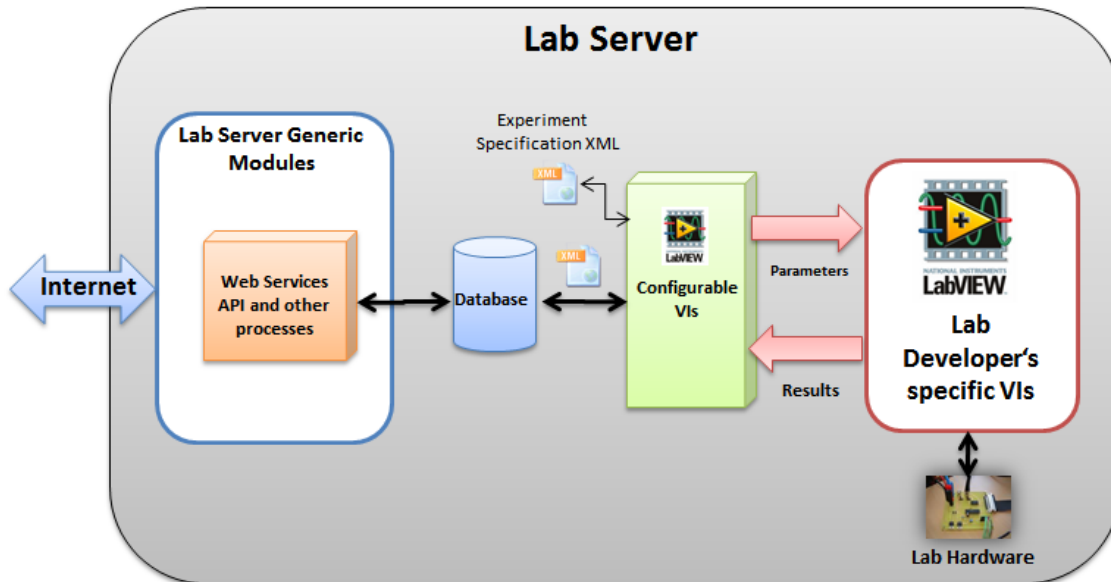 Lab Server
Lab Server Generic
Modules
Experiment
Specification XML
XML
Internet
Web Services
API and other
processes
Database
XML
LabVIEW
Configurable
VIs
Parameters
Results
NATIONAL INSTRUMENTS
LabVIEW
Lab
Developer‘s
specific VIs
Lab Hardware